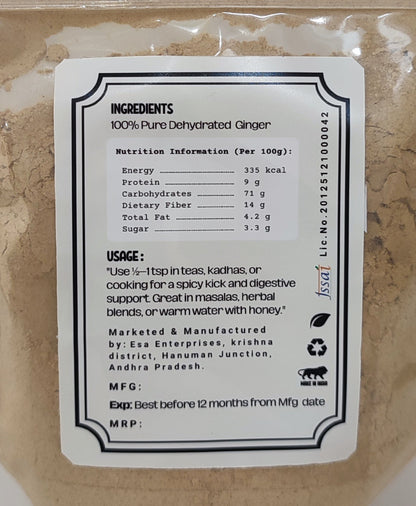 INGREDIENTS
100% Pure Dehydrated Ginger
Nutrition Information (Per 100g):
Energy ........................ 335 kcal
Protein ........................ 9 g
Carbohydrates ........................ 71 g
Dietary Fiber ........................ 14 g
Total Fat ........................ 4.2 g
Sugar ........................ 3.3 g
USAGE:
"Use ½–1 tsp in teas, kadhas, or
cooking for a spicy kick and digestive
support. Great in masalas, herbal
blends, or warm water with honey."
Marketed & Manufactured
by: Esa Enterprises, krishna
district, Hanuman Junction,
Andhra Pradesh.
MFG:
Exp: Best before 12 months from Mfg date
MRP:
fssai Lic.No.20125121000042
MADE IN INDIA